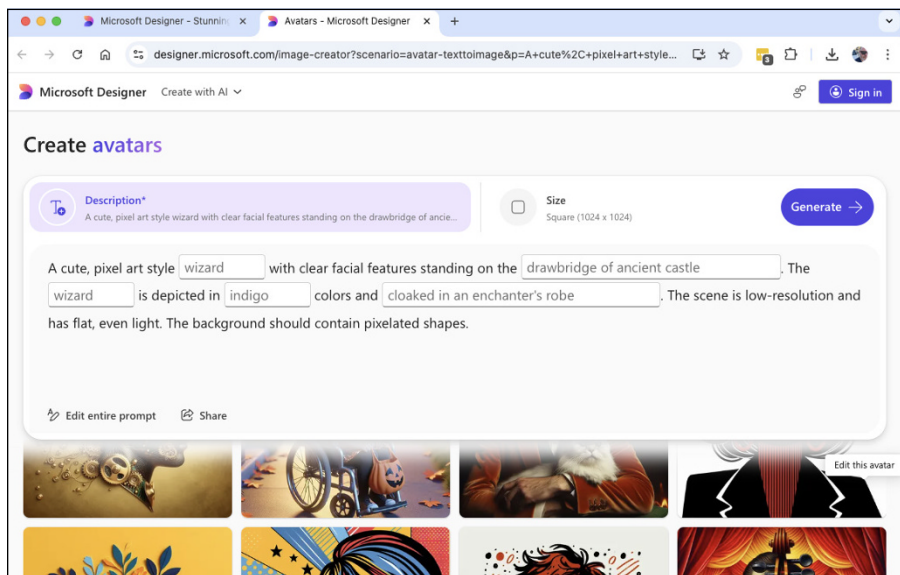 Microsoft Designer - Stunning
Avatars - Microsoft Designer
designer.microsoft.com/image-creator?scenario=avatar-texttoimage&p=A+cute%2C+pixel+art+style...
3
Microsoft Designer Create with AI
Sign in
Create avatars
Description*
A cute, pixel art style wizard with clear facial features standing on the drawbridge of ancie...
Size
Square (1024 x 1024)
Generate →
A cute, pixel art style wizard with clear facial features standing on the drawbridge of ancient castle. The
wizard is depicted in indigo colors and cloaked in an enchanter's robe. The scene is low-resolution and
has flat, even light. The background should contain pixelated shapes.
Edit entire prompt Share
Edit this avatar